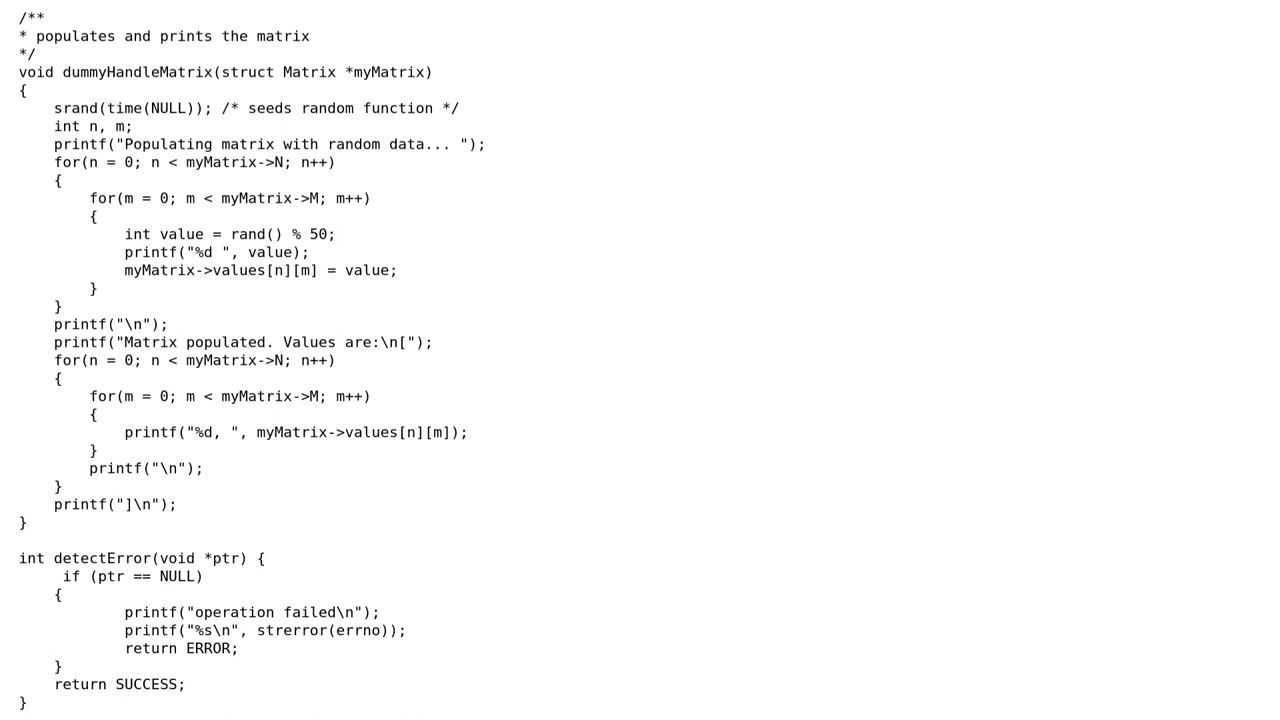 /**
* populates and prints the matrix
*/
void dummyHandleMatrix(struct Matrix *myMatrix)
{
    srand(time(NULL)); /* seeds random function */
    int n, m;
    printf("Populating matrix with random data... ");
    for(n = 0; n < myMatrix->N; n++)
    {
        for(m = 0; m < myMatrix->M; m++)
        {
            int value = rand() % 50;
            printf("%d ", value);
            myMatrix->values[n][m] = value;
        }
    }
    printf("\n");
    printf("Matrix populated. Values are:\n[");
    for(n = 0; n < myMatrix->N; n++)
    {
        for(m = 0; m < myMatrix->M; m++)
        {
            printf("%d, ", myMatrix->values[n][m]);
        }
        printf("\n");
    }
    printf("]\n");
}

int detectError(void *ptr) {
     if (ptr == NULL)
    {
            printf("operation failed\n");
            printf("%s\n", strerror(errno));
            return ERROR;
    }
    return SUCCESS;
}